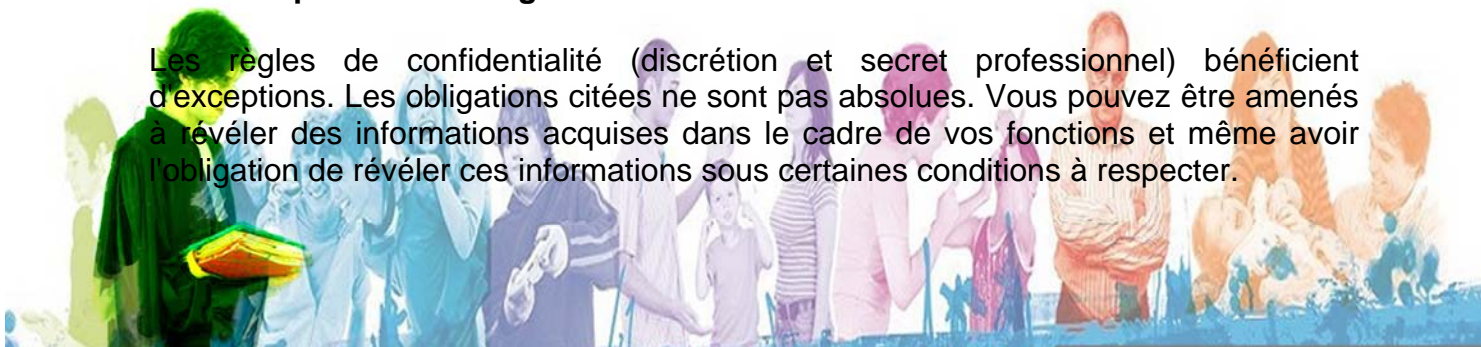 Les règles de confidentialité (discrétion et secret professionnel) bénéficient
d'exceptions. Les obligations citées ne sont pas absolues. Vous pouvez être amenés
à révéler des informations acquises dans le cadre de vos fonctions et même avoir
l'obligation de révéler ces informations sous certaines conditions à respecter.